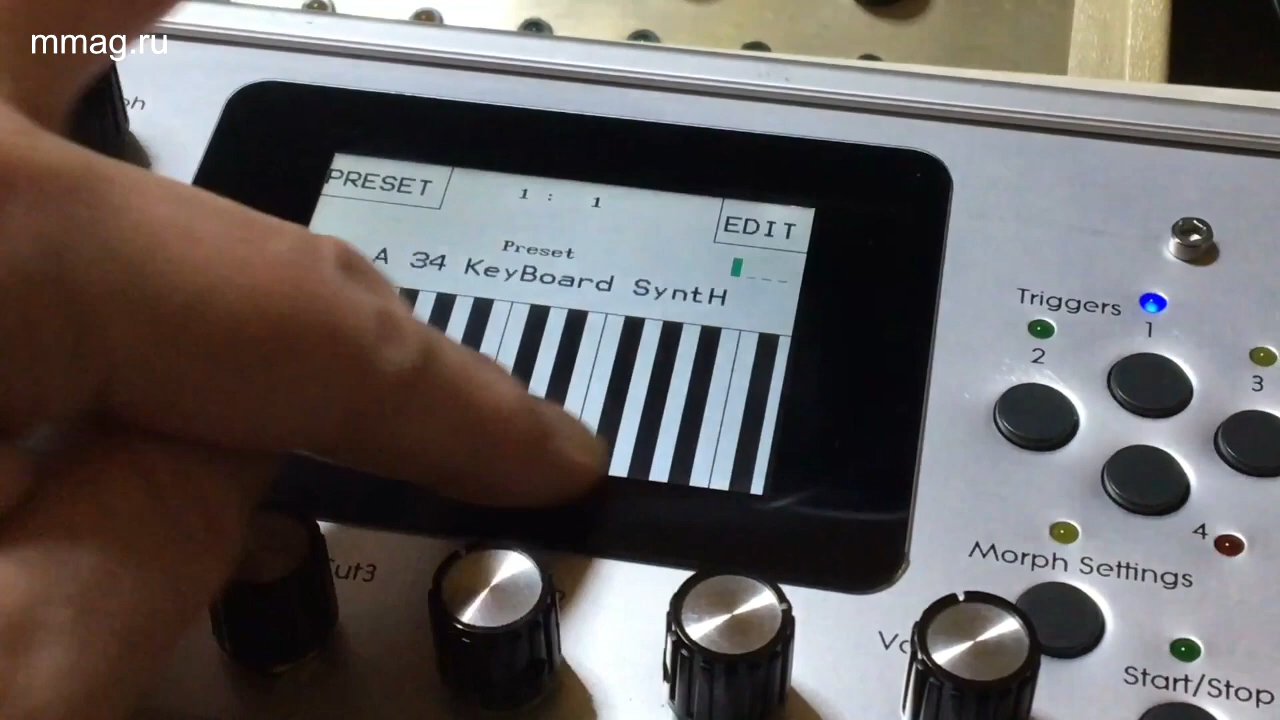 mmag.ru
PRESET
1 : 1
EDIT
Preset
A 34 KeyBoard SyntH
Triggers
1
2
3
4
Morph Settings
Start/Stop